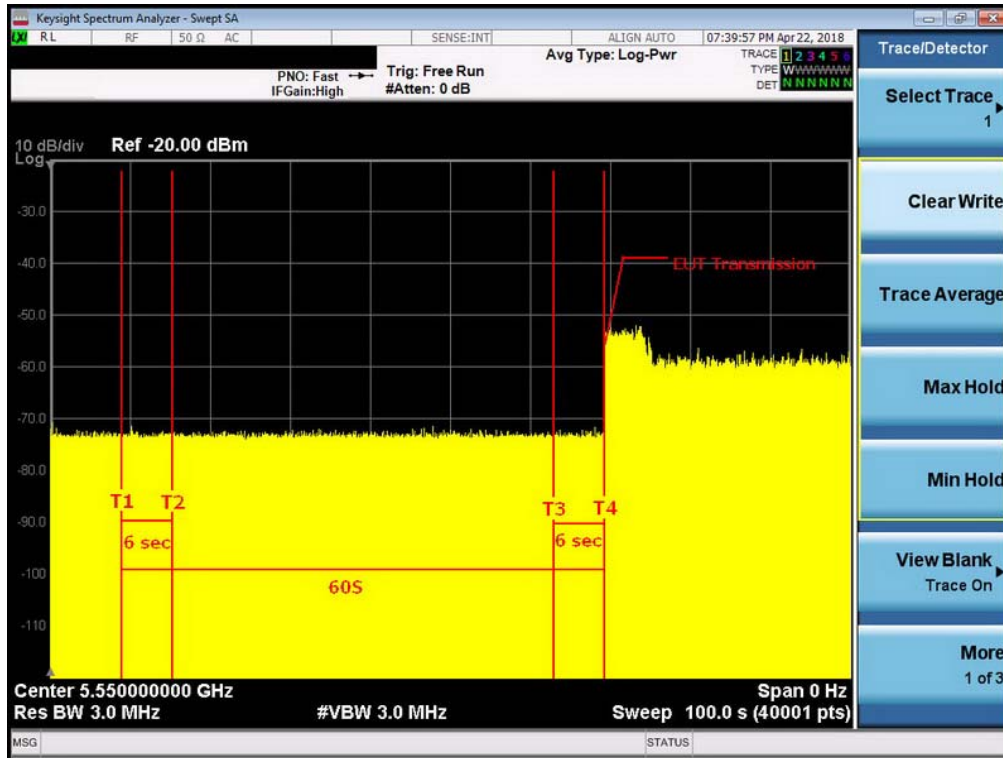 Keysight Spectrum Analyzer - Swept SA
LXI RL RF 50 Ω AC SENSE:INT ALIGN AUTO 07:39:57 PM Apr 22, 2018
Avg Type: Log-Pwr
TRACE 1 2 3 4 5 6
PNO: Fast Trig: Free Run
TYPE WWWWWW
IFGain:High #Atten: 0 dB
DET N N N N N N
10 dB/div Ref -20.00 dBm
Log
-30.0
-40.0
EUT Transmission
-50.0
-60.0
-70.0
-80.0
T1 T2 T3 T4
-90.0
6 sec 6 sec
-100
60S
-110
Center 5.550000000 GHz Span 0 Hz
Res BW 3.0 MHz #VBW 3.0 MHz Sweep 100.0 s (40001 pts)
MSG STATUS
Trace/Detector
Select Trace
1
Clear Write
Trace Average
Max Hold
Min Hold
View Blank
Trace On
More
1 of 3